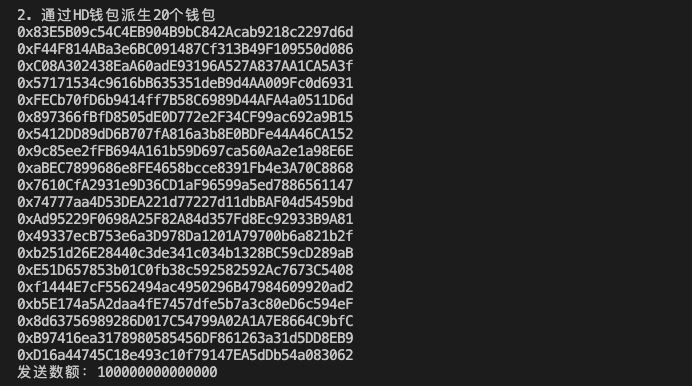 2. 通过HD钱包派生20个钱包
0x83E5B09c54C4EB904B9bC842Acab9218c2297d6d
0xF44F814ABa3e6BC091487Cf313B49F109550d086
0xC08A302438EaA60adE93196A527A837AA1CA5A3f
0x57171534c9616bB635351deB9d4AA009Fc0d6931
0xFECb70fD6b9414ff7B58C6989D44AFA4a0511D6d
0x897366fBfD8505dE0D772e2F34CF99ac692a9B15
0x5412DD89dD6B707fA816a3b8E0BDFe44A46CA152
0x9c85ee2fFB694A161b59D697ca560Aa2e1a98E6E
0xaBEC7899686e8FE4658bcce8391Fb4e3A70C8868
0x7610CfA2931e9D36CD1aF96599a5ed7886561147
0x74777aa4D53DEA221d77227d11dbBAF04d5459bd
0xAd95229F0698A25F82A84d357Fd8Ec92933B9A81
0x49337ecB753e6a3D978Da1201A79700b6a821b2f
0xb251d26E28440c3de341c034b1328BC59cD289aB
0xE51D657853b01C0fb38c592582592Ac7673C5408
0xf1444E7cF5562494ac4950296B47984609920ad2
0xb5E174a5A2daa4fE7457dfe5b7a3c80eD6c594eF
0x8d63756989286D017C54799A02A1A7E8664C9bfC
0xB97416ea3178980585456DF861263a31d5DD8EB9
0xD16a44745C18e493c10f79147EA5dDb54a083062
发送数额: 100000000000000